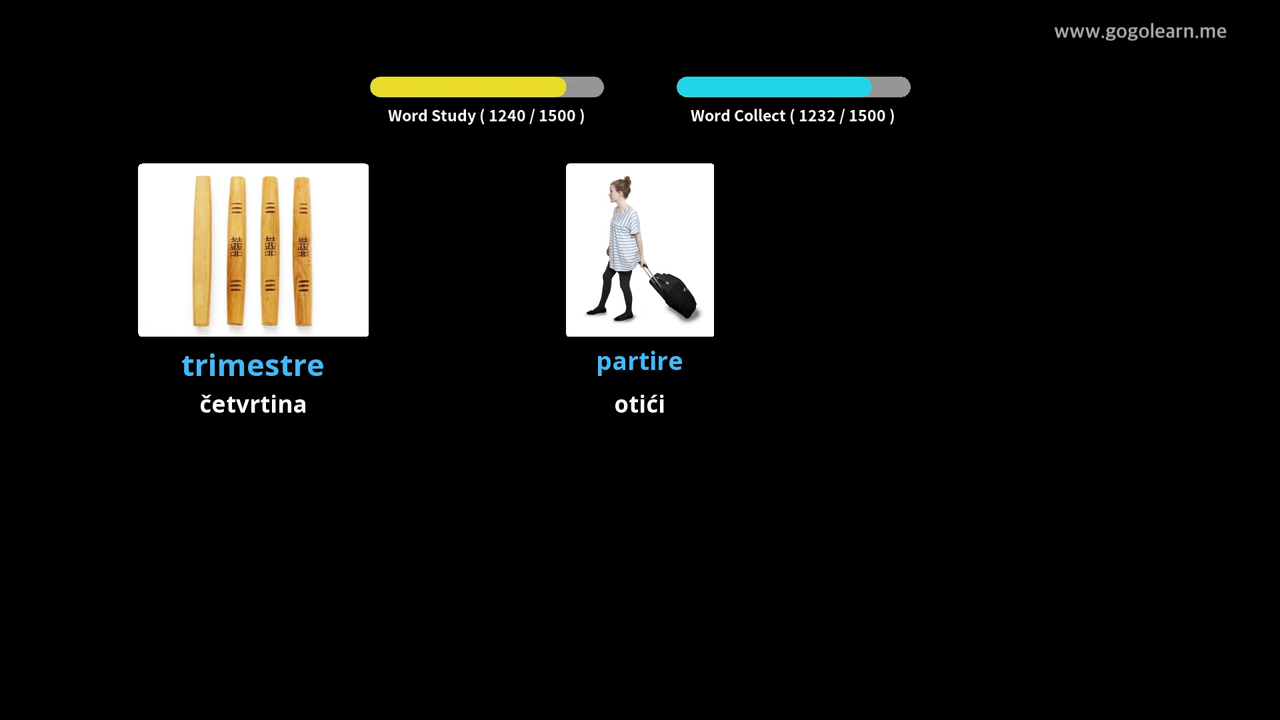 www.gogolearn.me
Word Study ( 1240 / 1500 )
Word Collect ( 1232 / 1500 )
trimestre
četvrtina
partire
otići